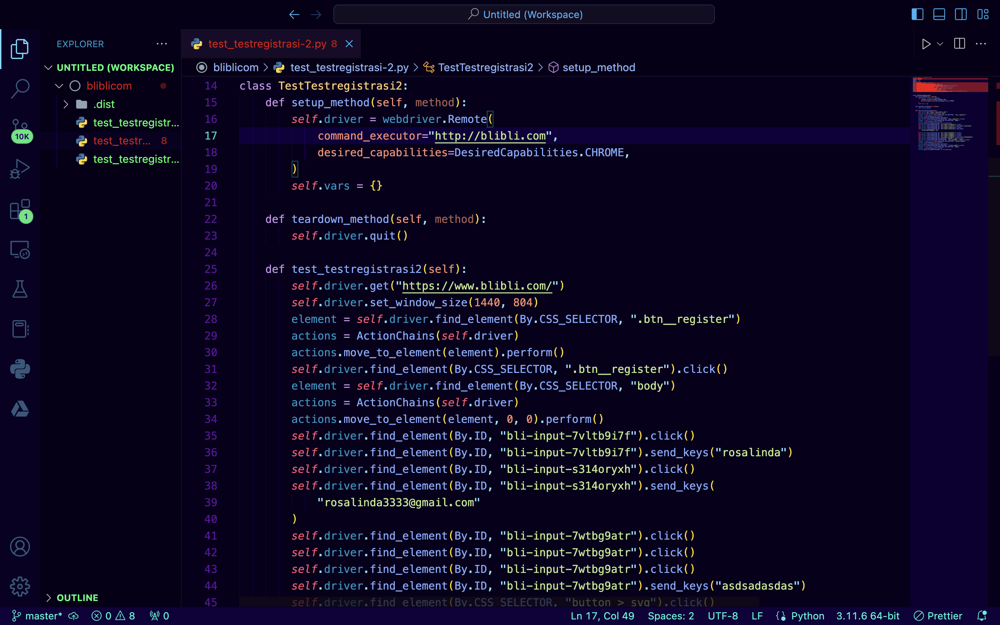 Untitled (Workspace)
EXPLORER
UNTITLED (WORKSPACE)
bliblicom
.dist
test_testregistr...
test_testr... 8
test_testregistr...
OUTLINE
10K
1
test_testregistrasi-2.py 8
bliblicom > test_testregistrasi-2.py > TestTestregistrasi2 > setup_method
14 class TestTestregistrasi2:
15 def setup_method(self, method):
16 self.driver = webdriver.Remote(
17 command_executor="http://blibli.com",
18 desired_capabilities=DesiredCapabilities.CHROME,
19 )
20 self.vars = {}
21
22 def teardown_method(self, method):
23 self.driver.quit()
24
25 def test_testregistrasi2(self):
26 self.driver.get("https://www.blibli.com/")
27 self.driver.set_window_size(1440, 804)
28 element = self.driver.find_element(By.CSS_SELECTOR, ".btn__register")
29 actions = ActionChains(self.driver)
30 actions.move_to_element(element).perform()
31 self.driver.find_element(By.CSS_SELECTOR, ".btn__register").click()
32 element = self.driver.find_element(By.CSS_SELECTOR, "body")
33 actions = ActionChains(self.driver)
34 actions.move_to_element(element, 0, 0).perform()
35 self.driver.find_element(By.ID, "bli-input-7vltb9i7f").click()
36 self.driver.find_element(By.ID, "bli-input-7vltb9i7f").send_keys("rosalinda")
37 self.driver.find_element(By.ID, "bli-input-s314oryxh").click()
38 self.driver.find_element(By.ID, "bli-input-s314oryxh").send_keys(
39 "rosalinda3333@gmail.com"
40 )
41 self.driver.find_element(By.ID, "bli-input-7wtbg9atr").click()
42 self.driver.find_element(By.ID, "bli-input-7wtbg9atr").click()
43 self.driver.find_element(By.ID, "bli-input-7wtbg9atr").click()
44 self.driver.find_element(By.ID, "bli-input-7wtbg9atr").send_keys("asdsadasdas")
45 self.driver.find_element(By.CSS_SELECTOR, "button > svg").click()
master* 0 8 0 Ln 17, Col 49 Spaces: 2 UTF-8 LF Python 3.11.6 64-bit Prettier